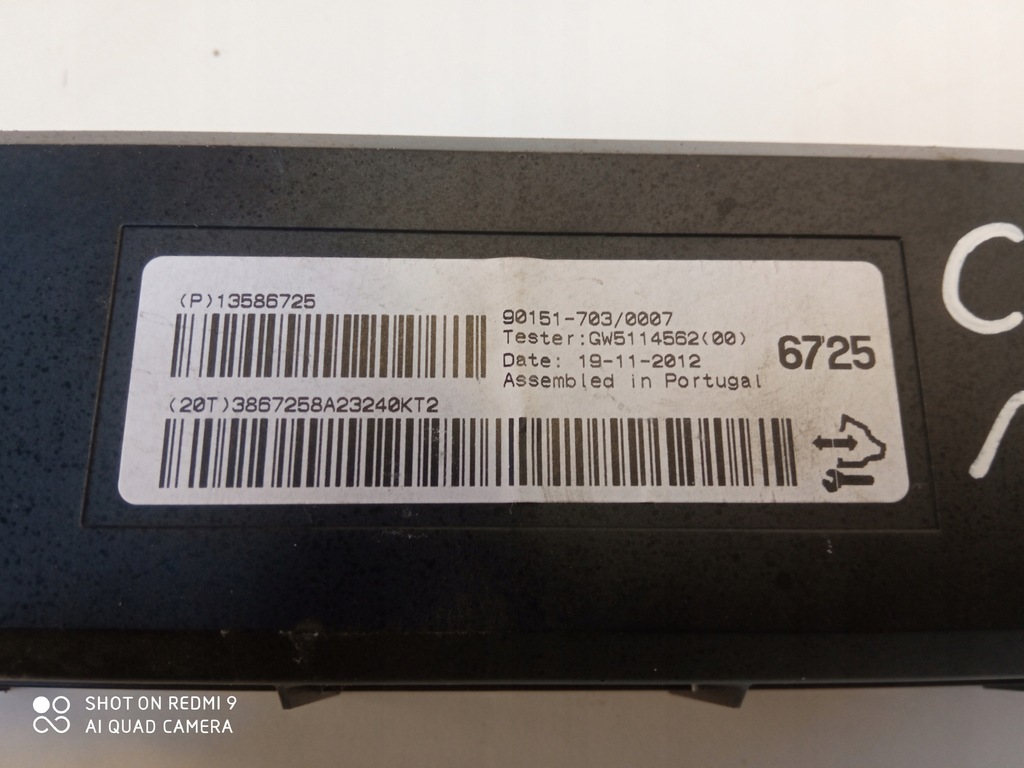 (P)13586725
90151-703/0007
Tester:GW5114562(00)
Date: 19-11-2012
Assembled in Portugal
6725
(20T)3867258A23240KT2
C
SHOT ON REDMI 9
AI QUAD CAMERA